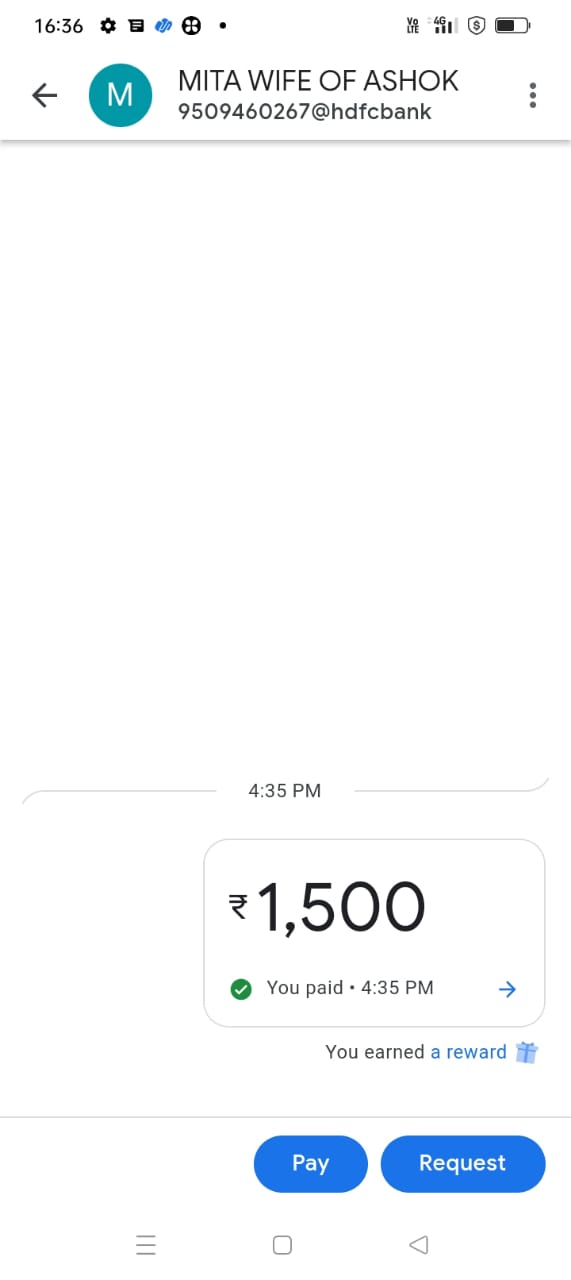 16:36
Vo LTE 4G
M
MITA WIFE OF ASHOK
9509460267@hdfcbank
4:35 PM
₹1,500
You paid • 4:35 PM
You earned a reward
Pay
Request